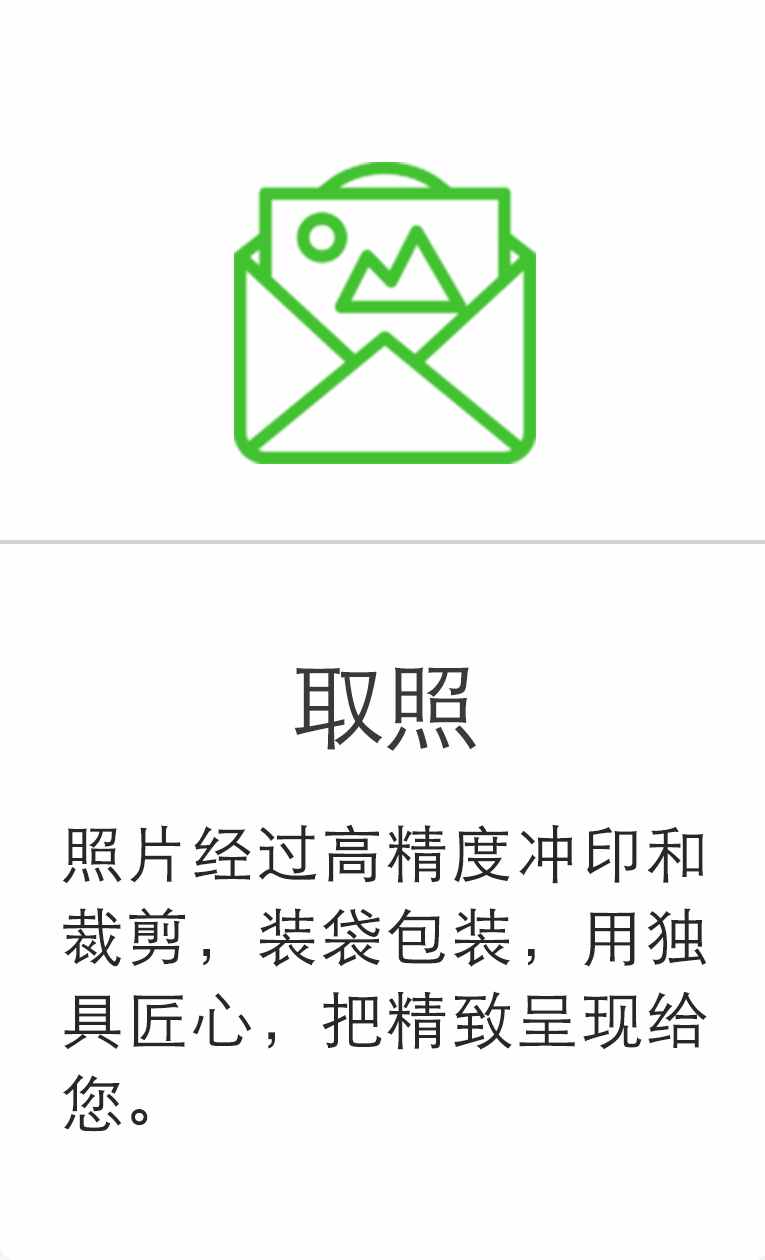 取照
照片经过高精度冲印和
裁剪，装袋包装，用独
具匠心，把精致呈现给
您。